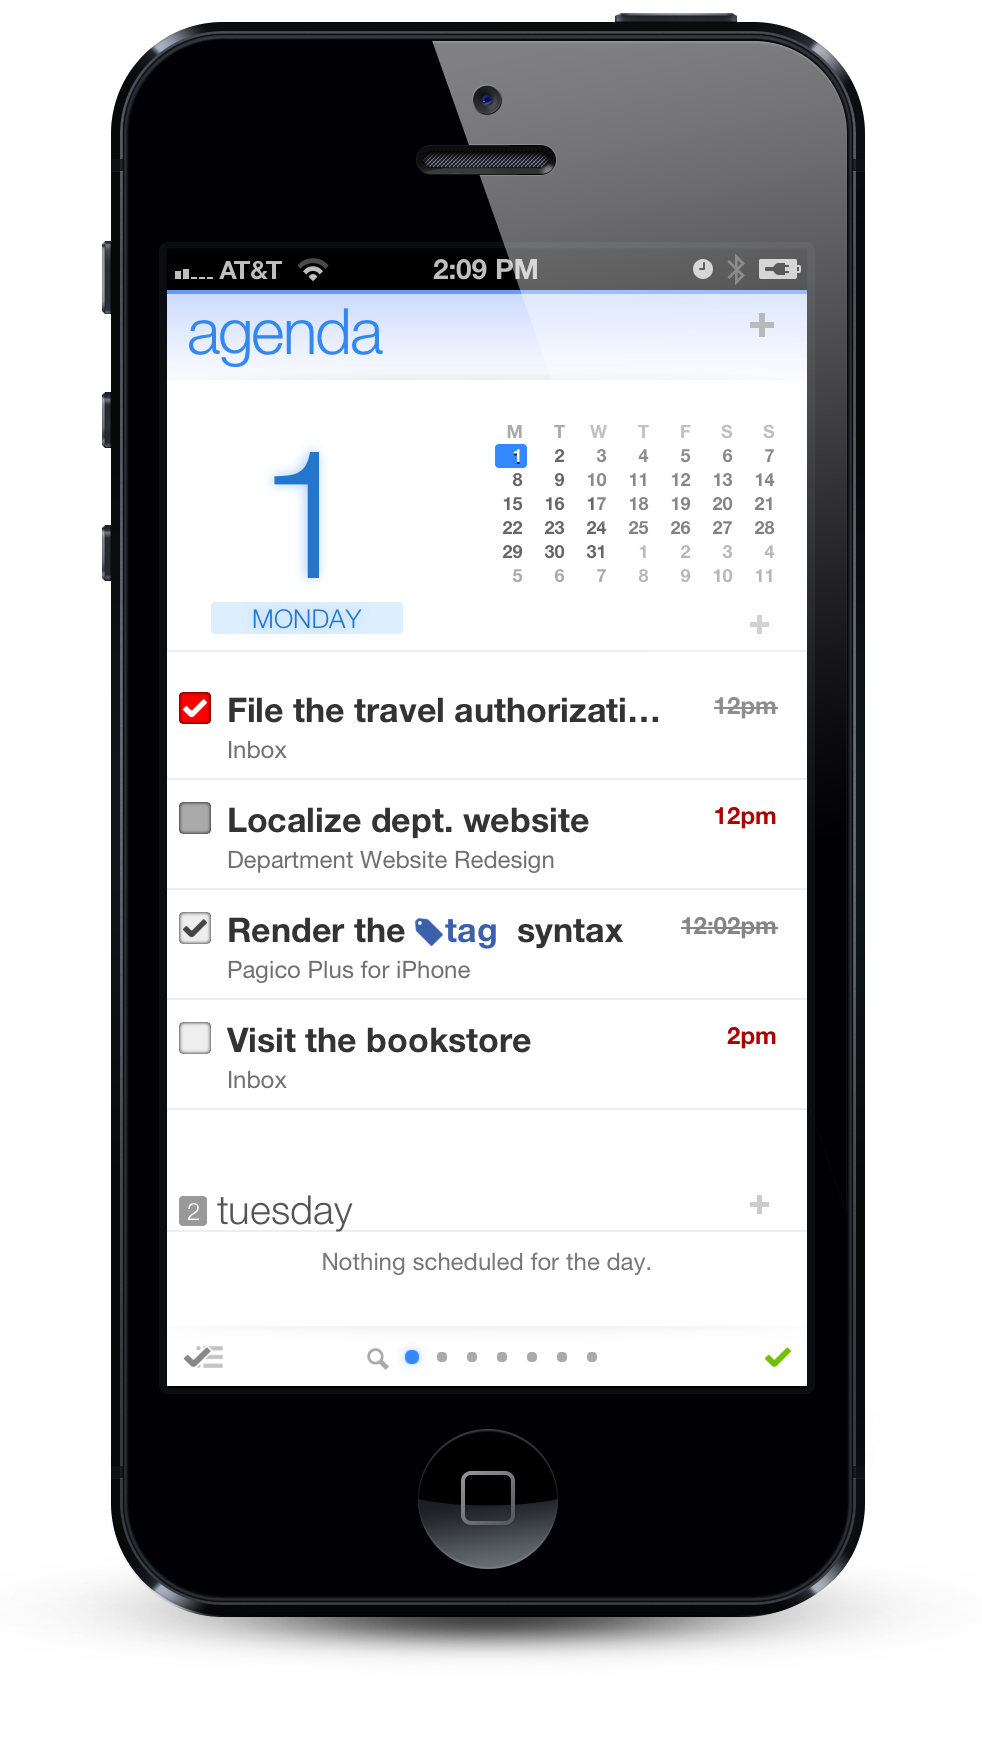 AT&T 2:09 PM
agenda
1
MONDAY
M T W T F S S
1 2 3 4 5 6 7
8 9 10 11 12 13 14
15 16 17 18 19 20 21
22 23 24 25 26 27 28
29 30 31 1 2 3 4
5 6 7 8 9 10 11
File the travel authorizati... 12pm
Inbox
Localize dept. website 12pm
Department Website Redesign
Render the tag syntax 12:02pm
Pagico Plus for iPhone
Visit the bookstore 2pm
Inbox
2 tuesday
Nothing scheduled for the day.